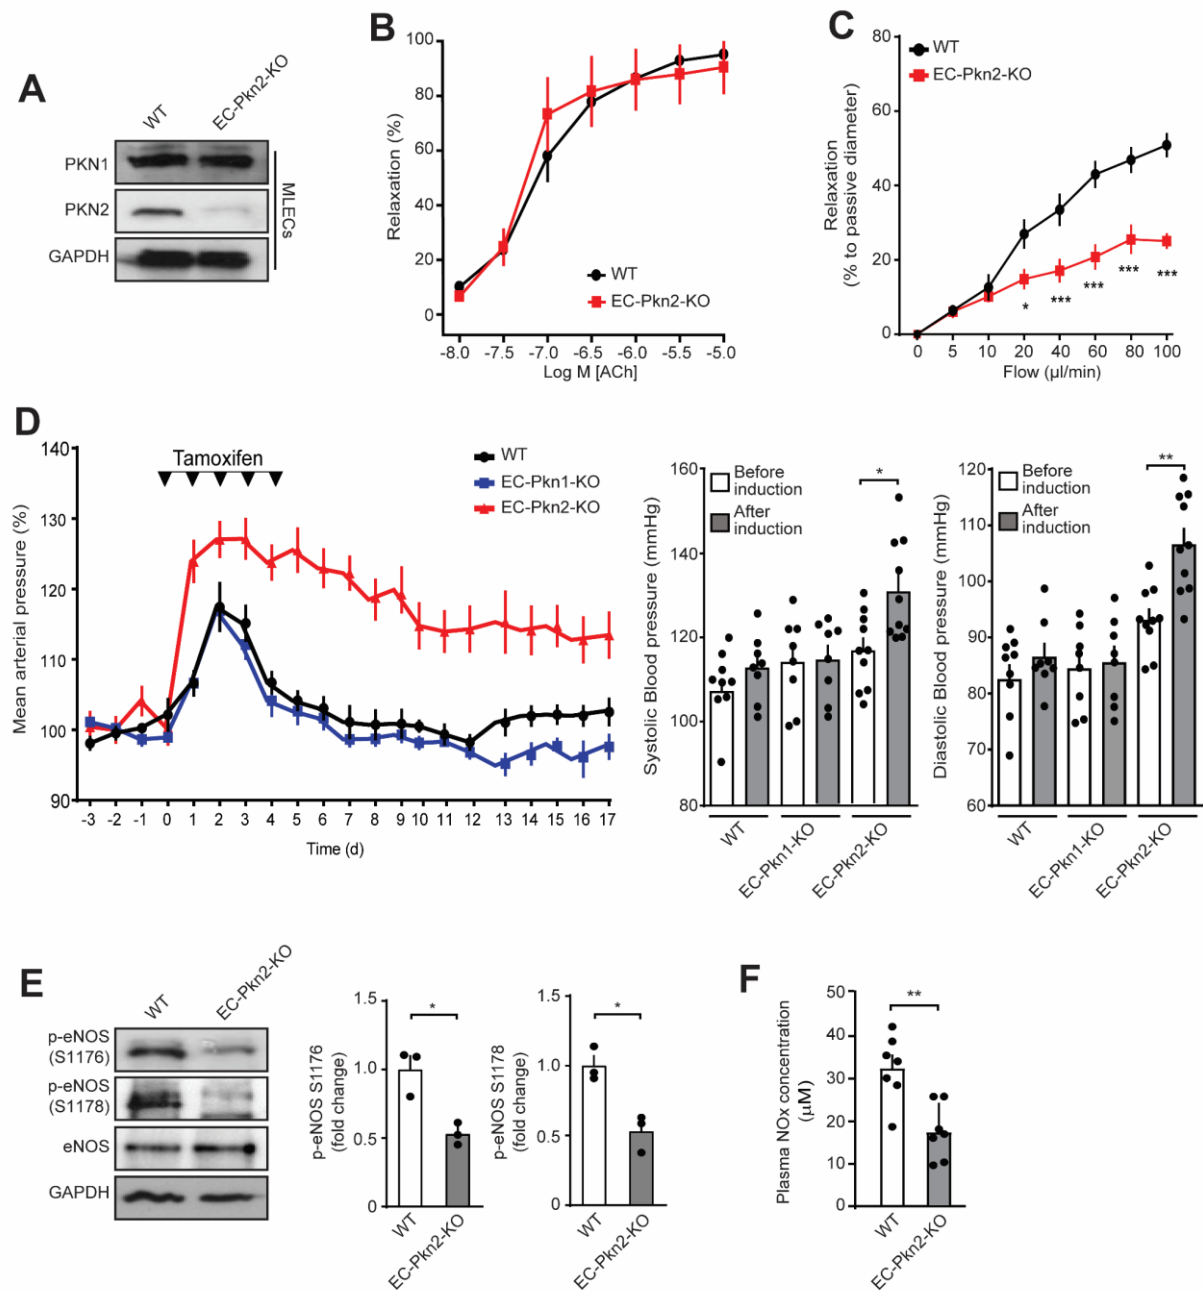 A
WT
EC-Pkn2-KO
PKN1
PKN2
GAPDH
MLECs
B
Relaxation (%)
100
80
60
40
20
0
WT
EC-Pkn2-KO
-8.0 -7.5 -7.0 -6.5 -6.0 -5.5 -5.0
Log M [ACh]
C
WT
EC-Pkn2-KO
Relaxation
(% to passive diameter)
80
60
40
20
0
* *** *** *** ***
0 5 10 20 40 60 80 100
Flow (µl/min)
D
Mean arterial pressure (%)
140
130
120
110
100
90
Tamoxifen
WT
EC-Pkn1-KO
EC-Pkn2-KO
-3 -2 -1 0 1 2 3 4 5 6 7 8 9 10 11 12 13 14 15 16 17
Time (d)
Systolic Blood pressure (mmHg)
160
140
120
100
80
Before
induction
After
induction
*
WT
EC-Pkn1-KO
EC-Pkn2-KO
Diastolic Blood pressure (mmHg)
120
110
100
90
80
70
60
Before
induction
After
induction
**
WT
EC-Pkn1-KO
EC-Pkn2-KO
E
WT
EC-Pkn2-KO
p-eNOS
(S1176)
p-eNOS
(S1178)
eNOS
GAPDH
p-eNOS S1176
(fold change)
1.5
1.0
0.5
0
*
WT
EC-Pkn2-KO
p-eNOS S1178
(fold change)
1.5
1.0
0.5
0
*
WT
EC-Pkn2-KO
F
Plasma NOx concentration
(µM)
50
40
30
20
10
0
**
WT
EC-Pkn2-KO